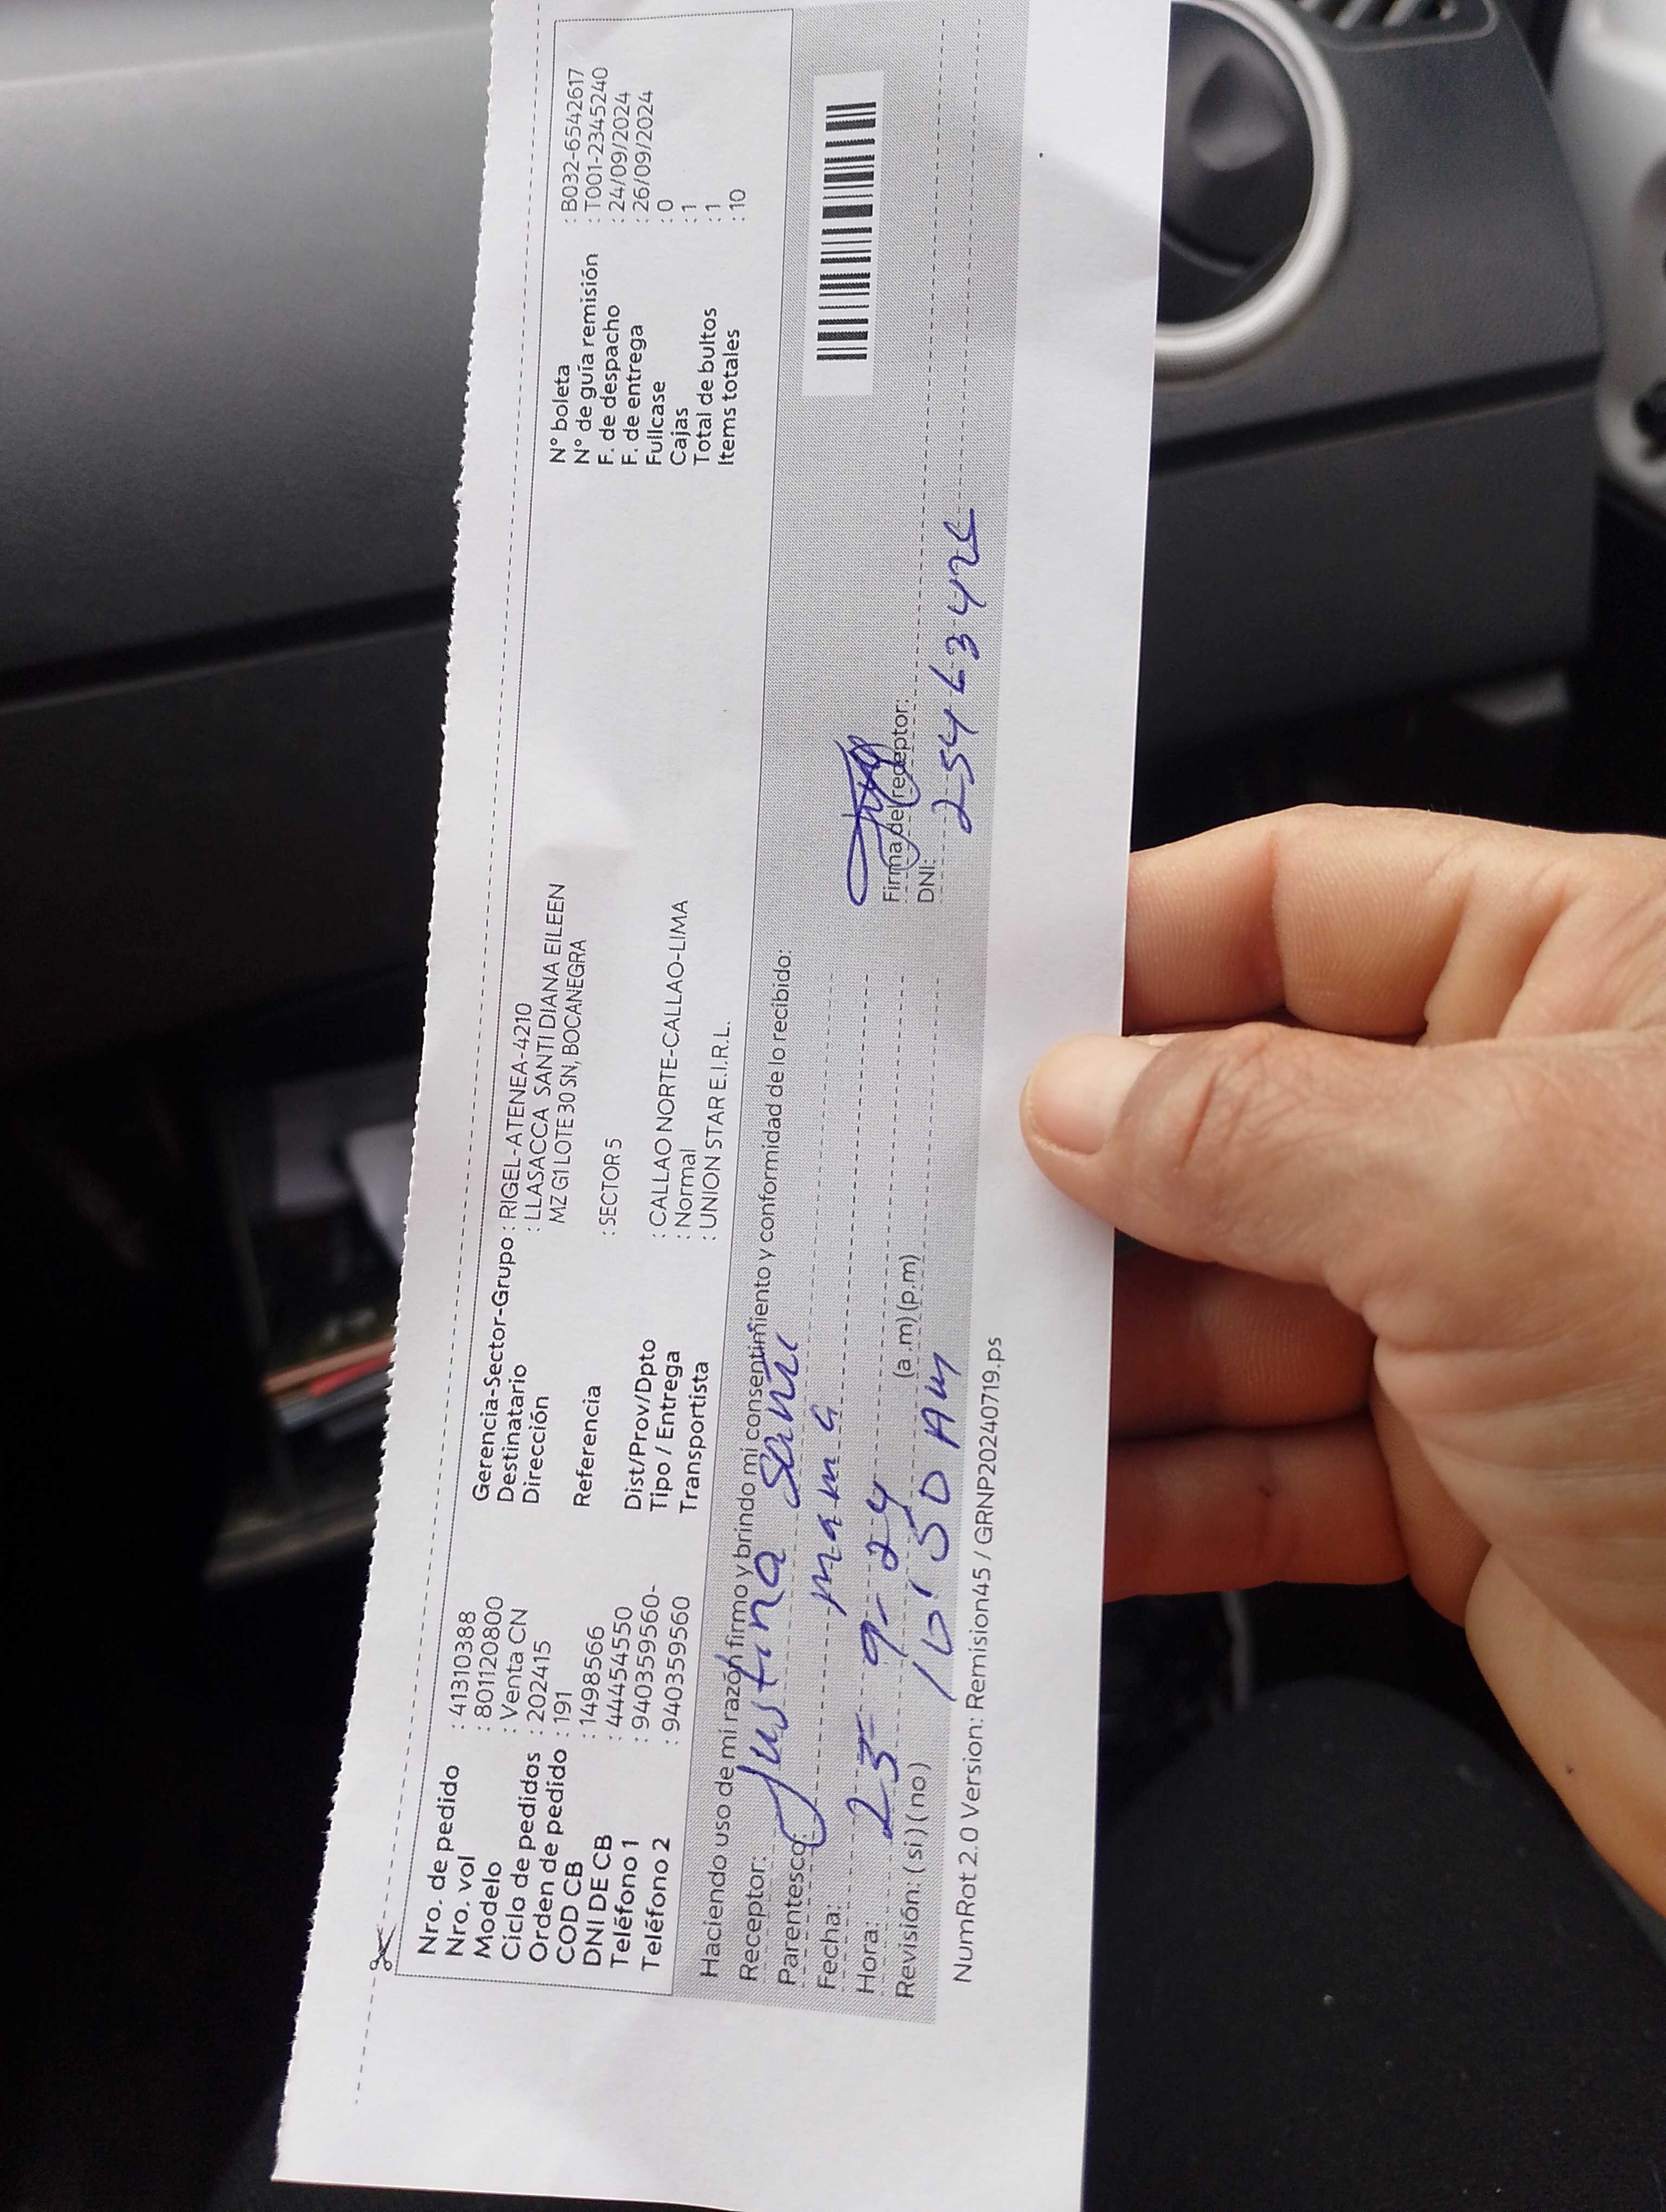 Nro. de pedido : 41310388
Nro. vol : 801120800
Modelo : Venta CN
Ciclo de pedidos : 202415
Orden de pedido : 191
COD CB : 1498566
DNI DE CB : 44454550
Teléfono 1 : 940359560-
Teléfono 2 : 940359560
Gerencia-Sector-Grupo : RIGEL-ATENEA-4210
Destinatario : LLASACCA SANTI DIANA EILEEN
Dirección MZ G1 LOTE 30 SN, BOCANEGRA
Referencia : SECTOR 5
Dist/Prov/Dpto : CALLAO NORTE-CALLAO-LIMA
Tipo / Entrega : Normal
Transportista : UNION STAR E.I.R.L.
N° boleta : B032-6542617
N° de guía remisión : T001-2345240
F. de despacho : 24/09/2024
F. de entrega : 26/09/2024
Fullcase : 0
Cajas : 1
Total de bultos : 1
Items totales : 10
Haciendo uso de mi razón firmo y brindo mi consentimiento y conformidad de lo recibido:
Receptor: Justina Santi
Parentesco: mamá
Fecha: 25- 9- 24
Hora: 10:50 AM (a.m)(p.m)
Revisión: (si)(no)
Firma del receptor:
DNI: 25463425
NumRot 2.0 Version: Remision45 / GRNP20240719.ps